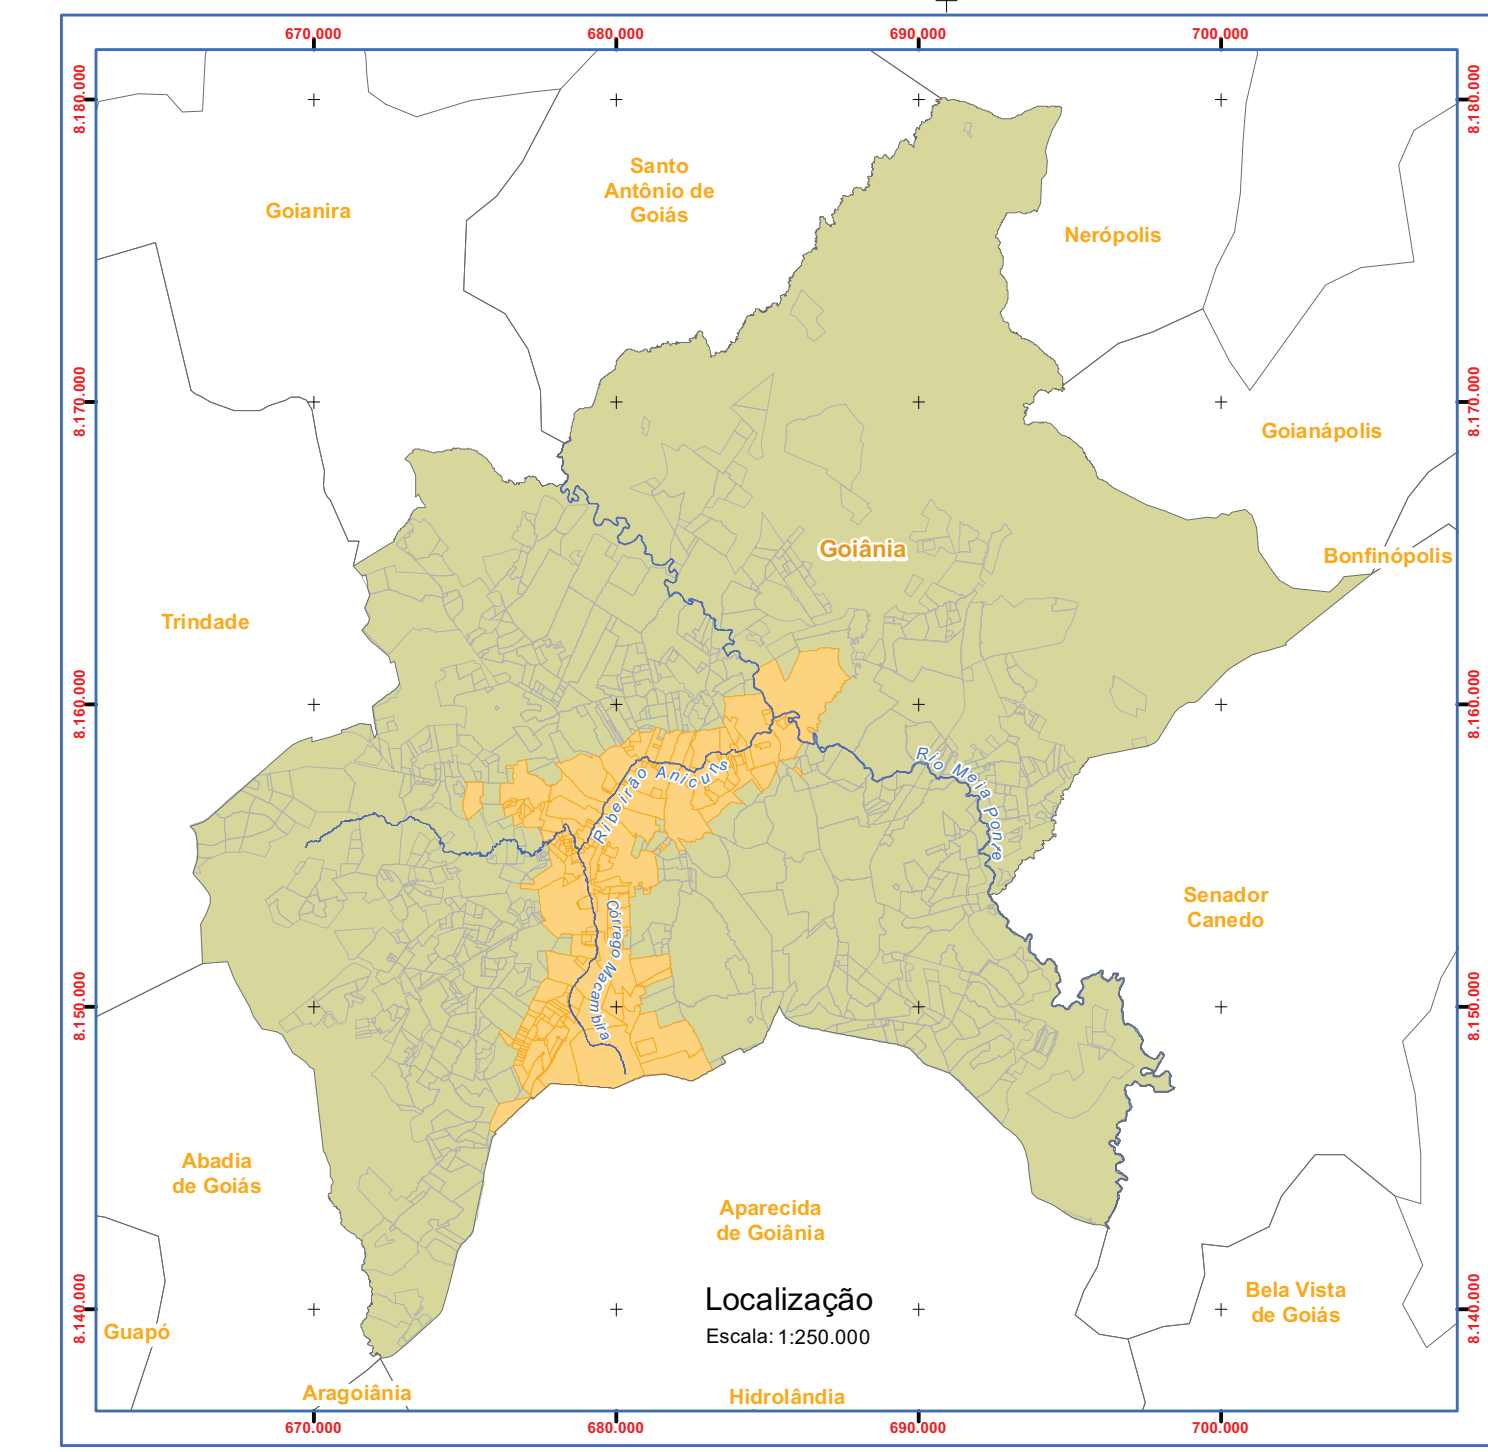 670.000 680.000 690.000 700.000
8.180.000 8.180.000
Santo
Antônio de
Goiás
Goianira
Nerópolis
8.170.000 8.170.000
Goianápolis
Goiânia
Bonfinópolis
Trindade
8.160.000 8.160.000
Rio Meia Ponre
Ribeirão Anicuns
Senador
Canedo
Córrego Macambira
8.150.000 8.150.000
Abadia
de Goiás
Aparecida
de Goiânia
Bela Vista
de Goiás
Localização
Escala: 1:250.000
8.140.000 8.140.000
Guapó
Aragoiânia
Hidrolândia
670.000 680.000 690.000 700.000